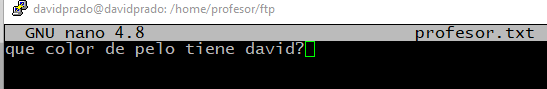 davidprado@davidprado: /home/profesor/ftp
GNU nano 4.8 profesor.txt
que color de pelo tiene david?